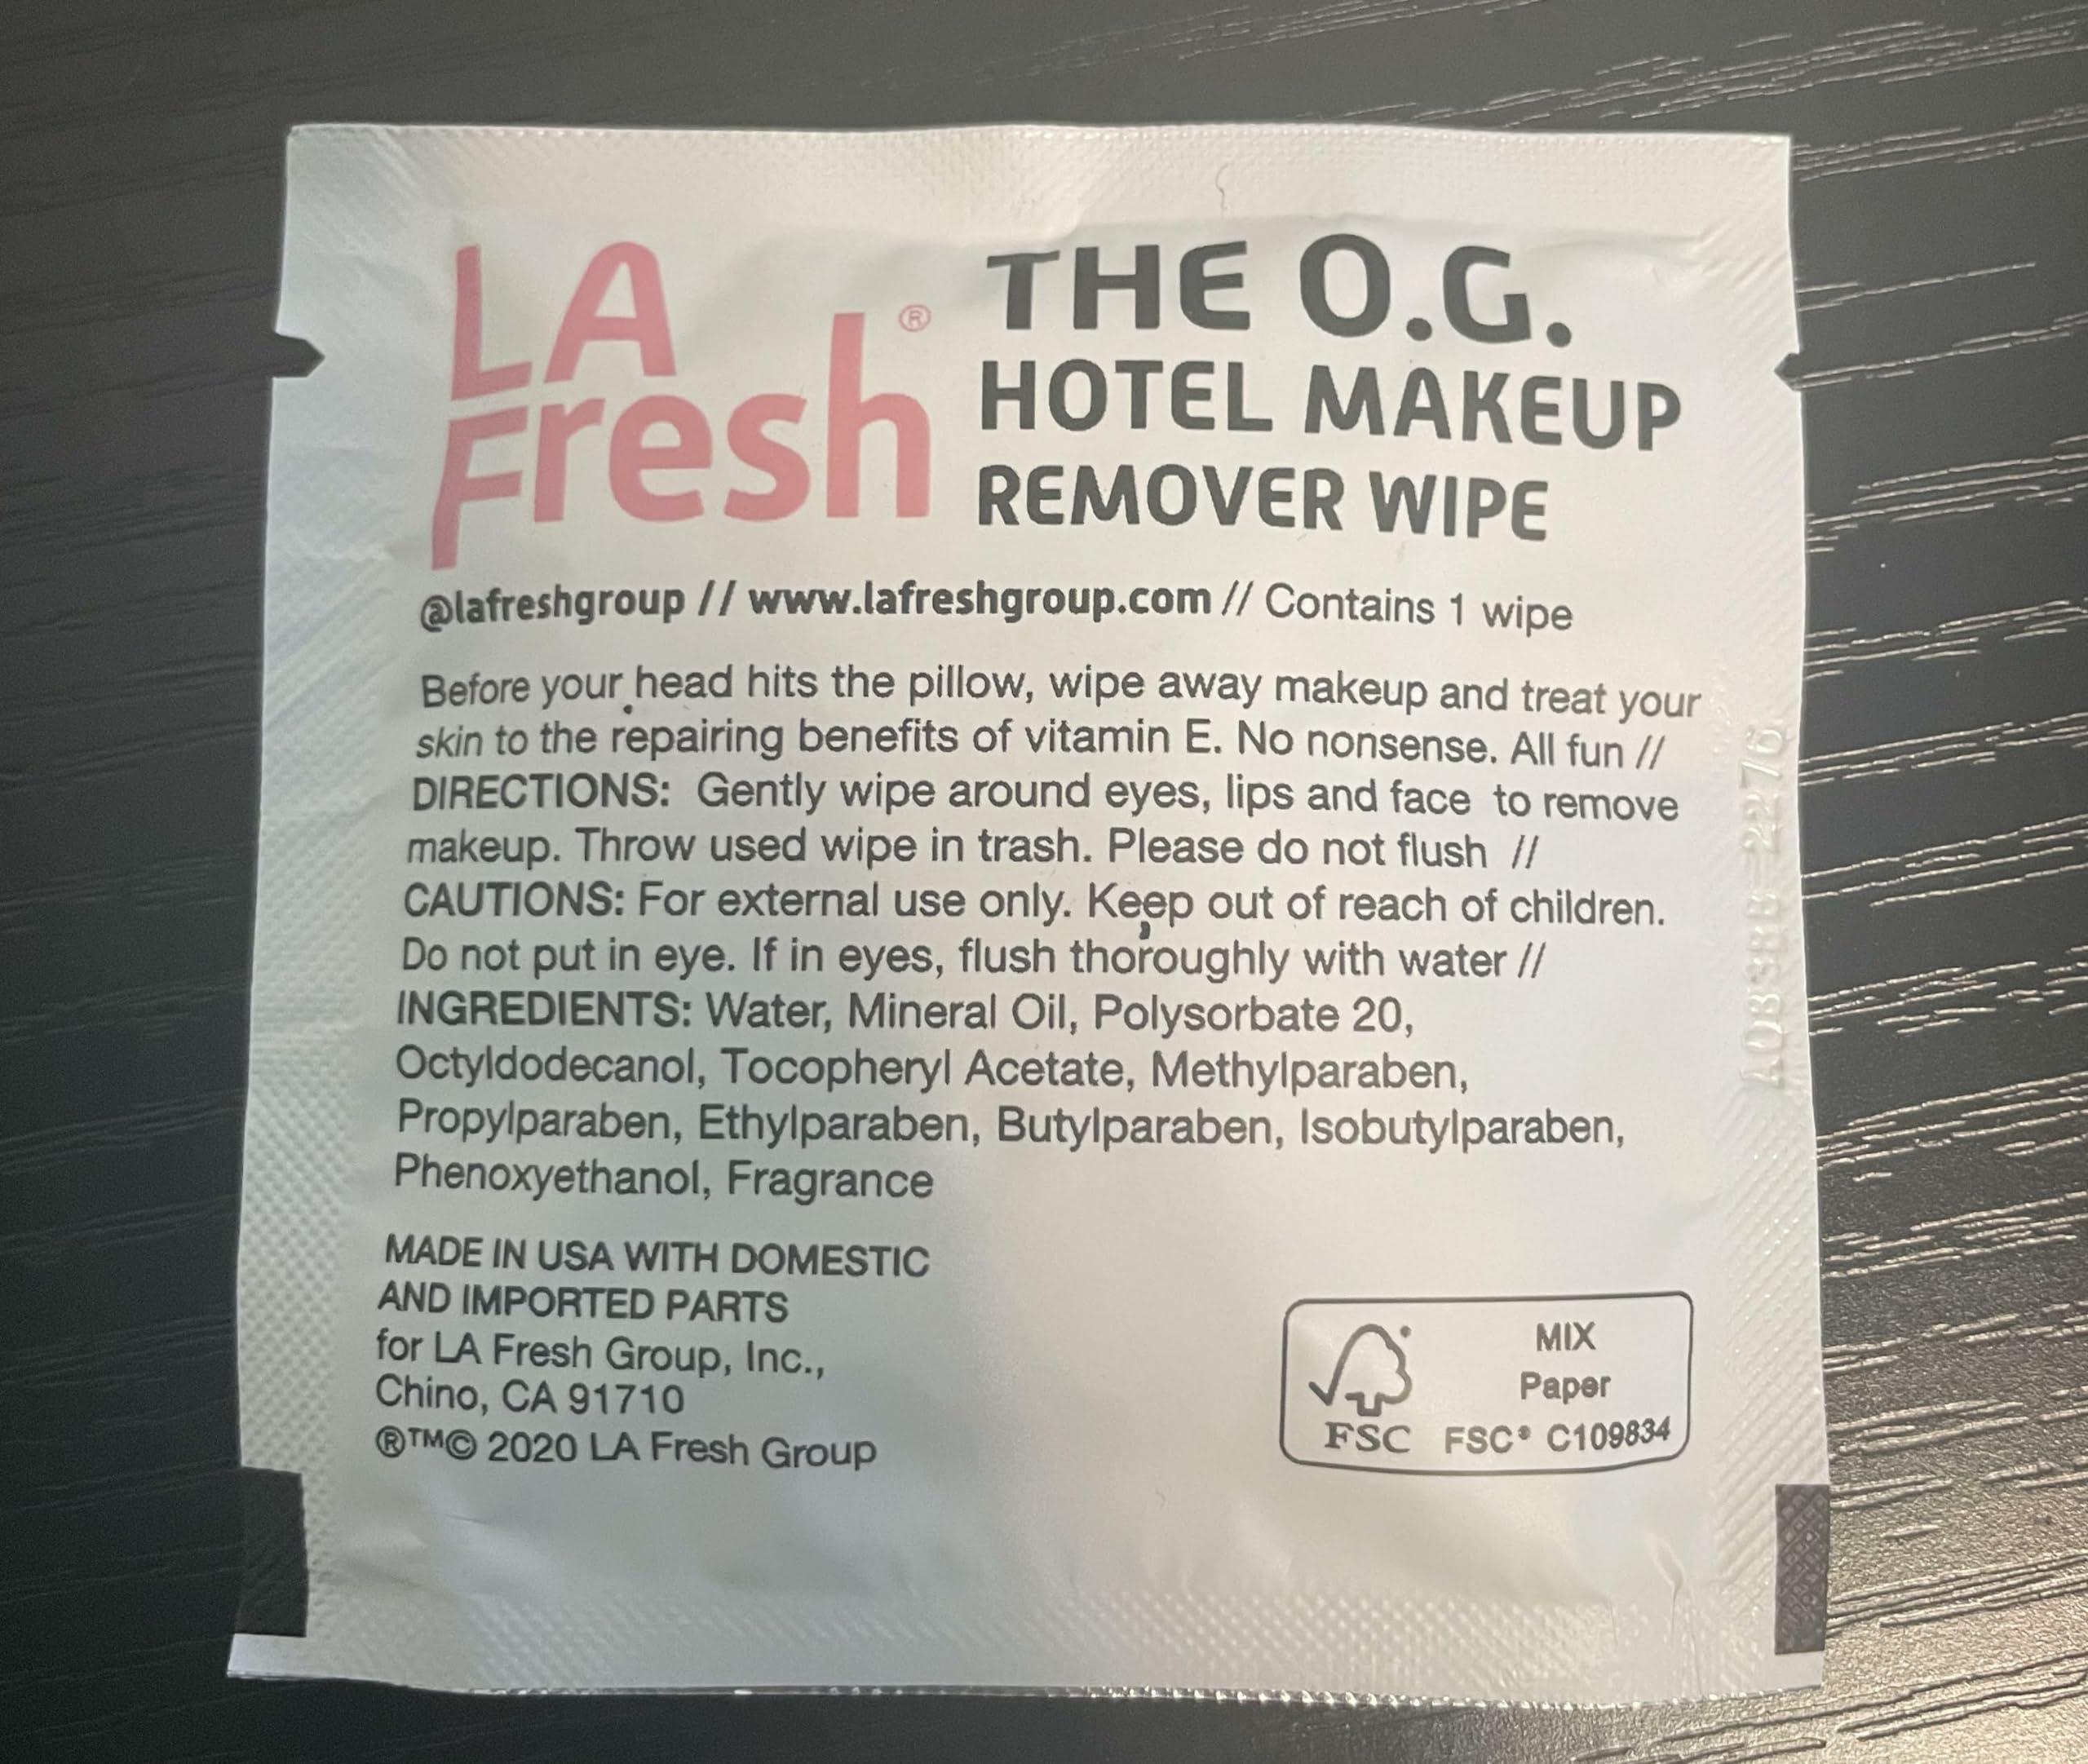 LA
Fresh®
THE O.G.
HOTEL MAKEUP
REMOVER WIPE
@lafreshgroup // www.lafreshgroup.com // Contains 1 wipe
Before your head hits the pillow, wipe away makeup and treat your
skin to the repairing benefits of vitamin E. No nonsense. All fun //
DIRECTIONS: Gently wipe around eyes, lips and face to remove
makeup. Throw used wipe in trash. Please do not flush //
CAUTIONS: For external use only. Keep out of reach of children.
Do not put in eye. If in eyes, flush thoroughly with water //
INGREDIENTS: Water, Mineral Oil, Polysorbate 20,
Octyldodecanol, Tocopheryl Acetate, Methylparaben,
Propylparaben, Ethylparaben, Butylparaben, Isobutylparaben,
Phenoxyethanol, Fragrance
MADE IN USA WITH DOMESTIC
AND IMPORTED PARTS
for LA Fresh Group, Inc.,
Chino, CA 91710
®™© 2020 LA Fresh Group
MIX
Paper
FSC FSC® C109834